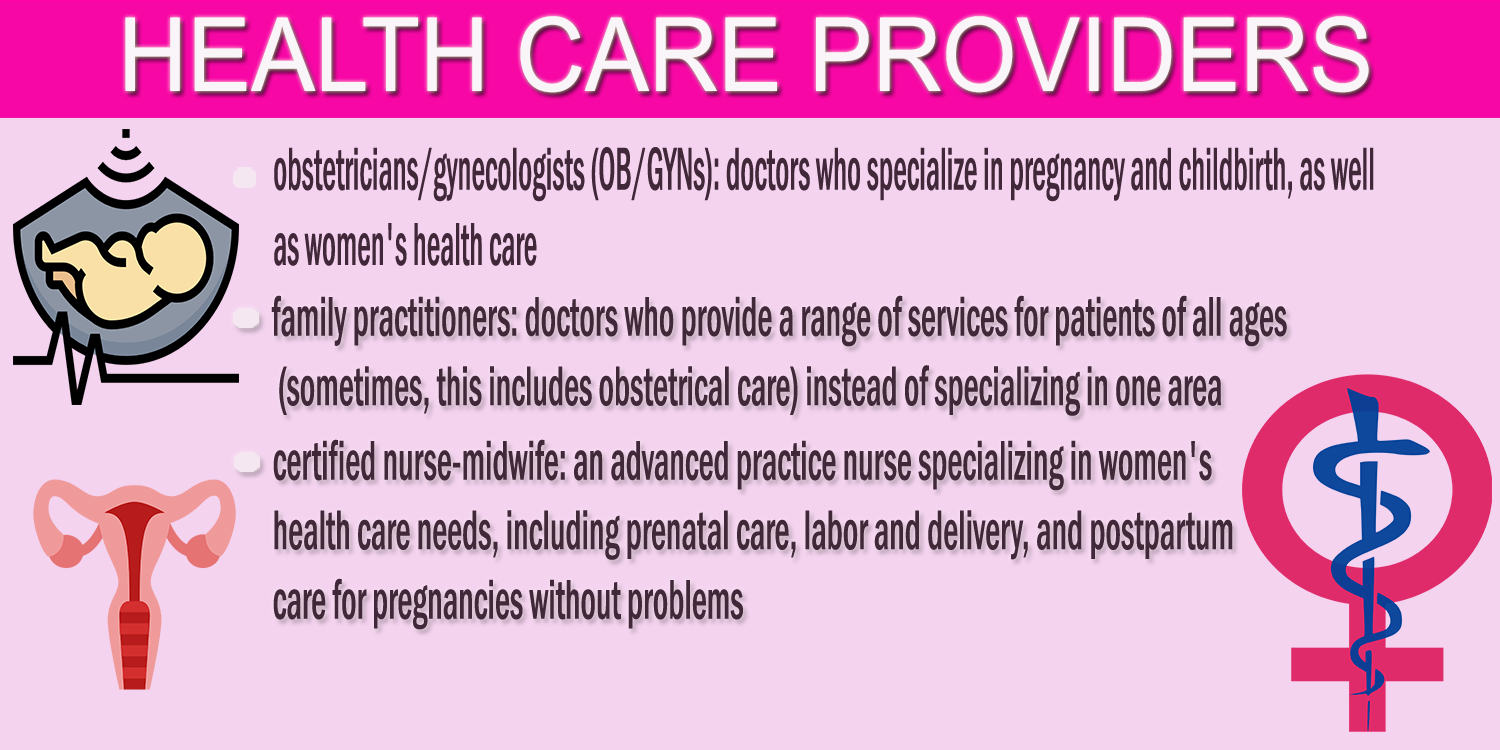 HEALTH CARE PROVIDERS
obstetricians/gynecologists (OB/GYNs): doctors who specialize in pregnancy and childbirth, as well
as women's health care
family practitioners: doctors who provide a range of services for patients of all ages
(sometimes, this includes obstetrical care) instead of specializing in one area
certified nurse-midwife: an advanced practice nurse specializing in women's
health care needs, including prenatal care, labor and delivery, and postpartum
care for pregnancies without problems